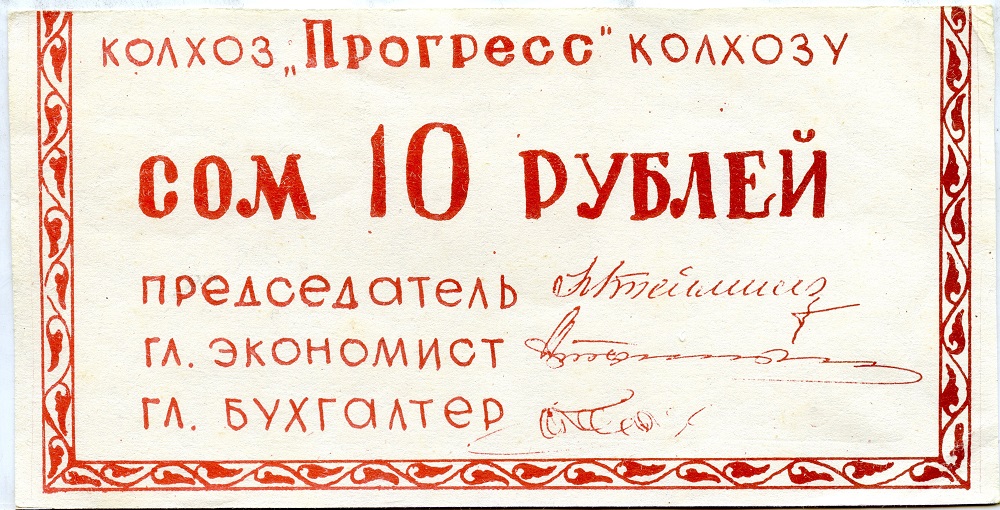 КОЛХОЗ „Прогресс" КОЛХОЗУ
СОМ 10 РУБЛЕЙ
председатель
гл. экономист
гл. бухгалтер